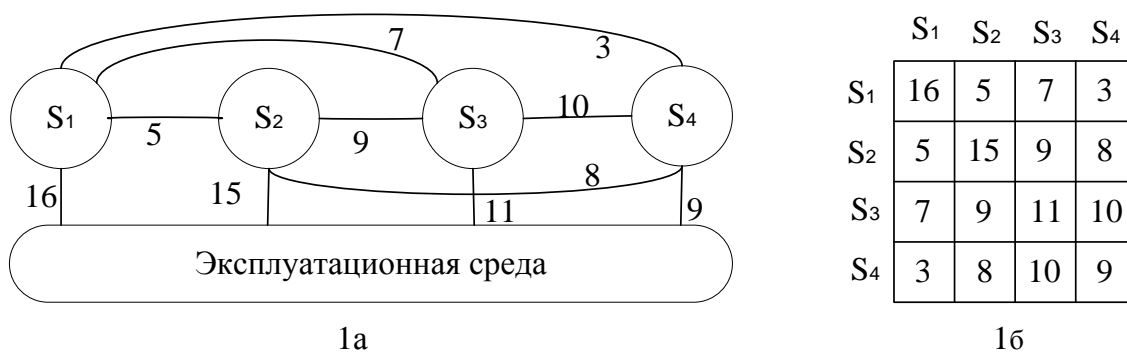 7
3
S1
S2
S3
S4
5
9
10
16
15
8
11
9
Эксплуатационная среда
1а
S1 S2 S3 S4
S1 16 5 7 3
S2 5 15 9 8
S3 7 9 11 10
S4 3 8 10 9
1б